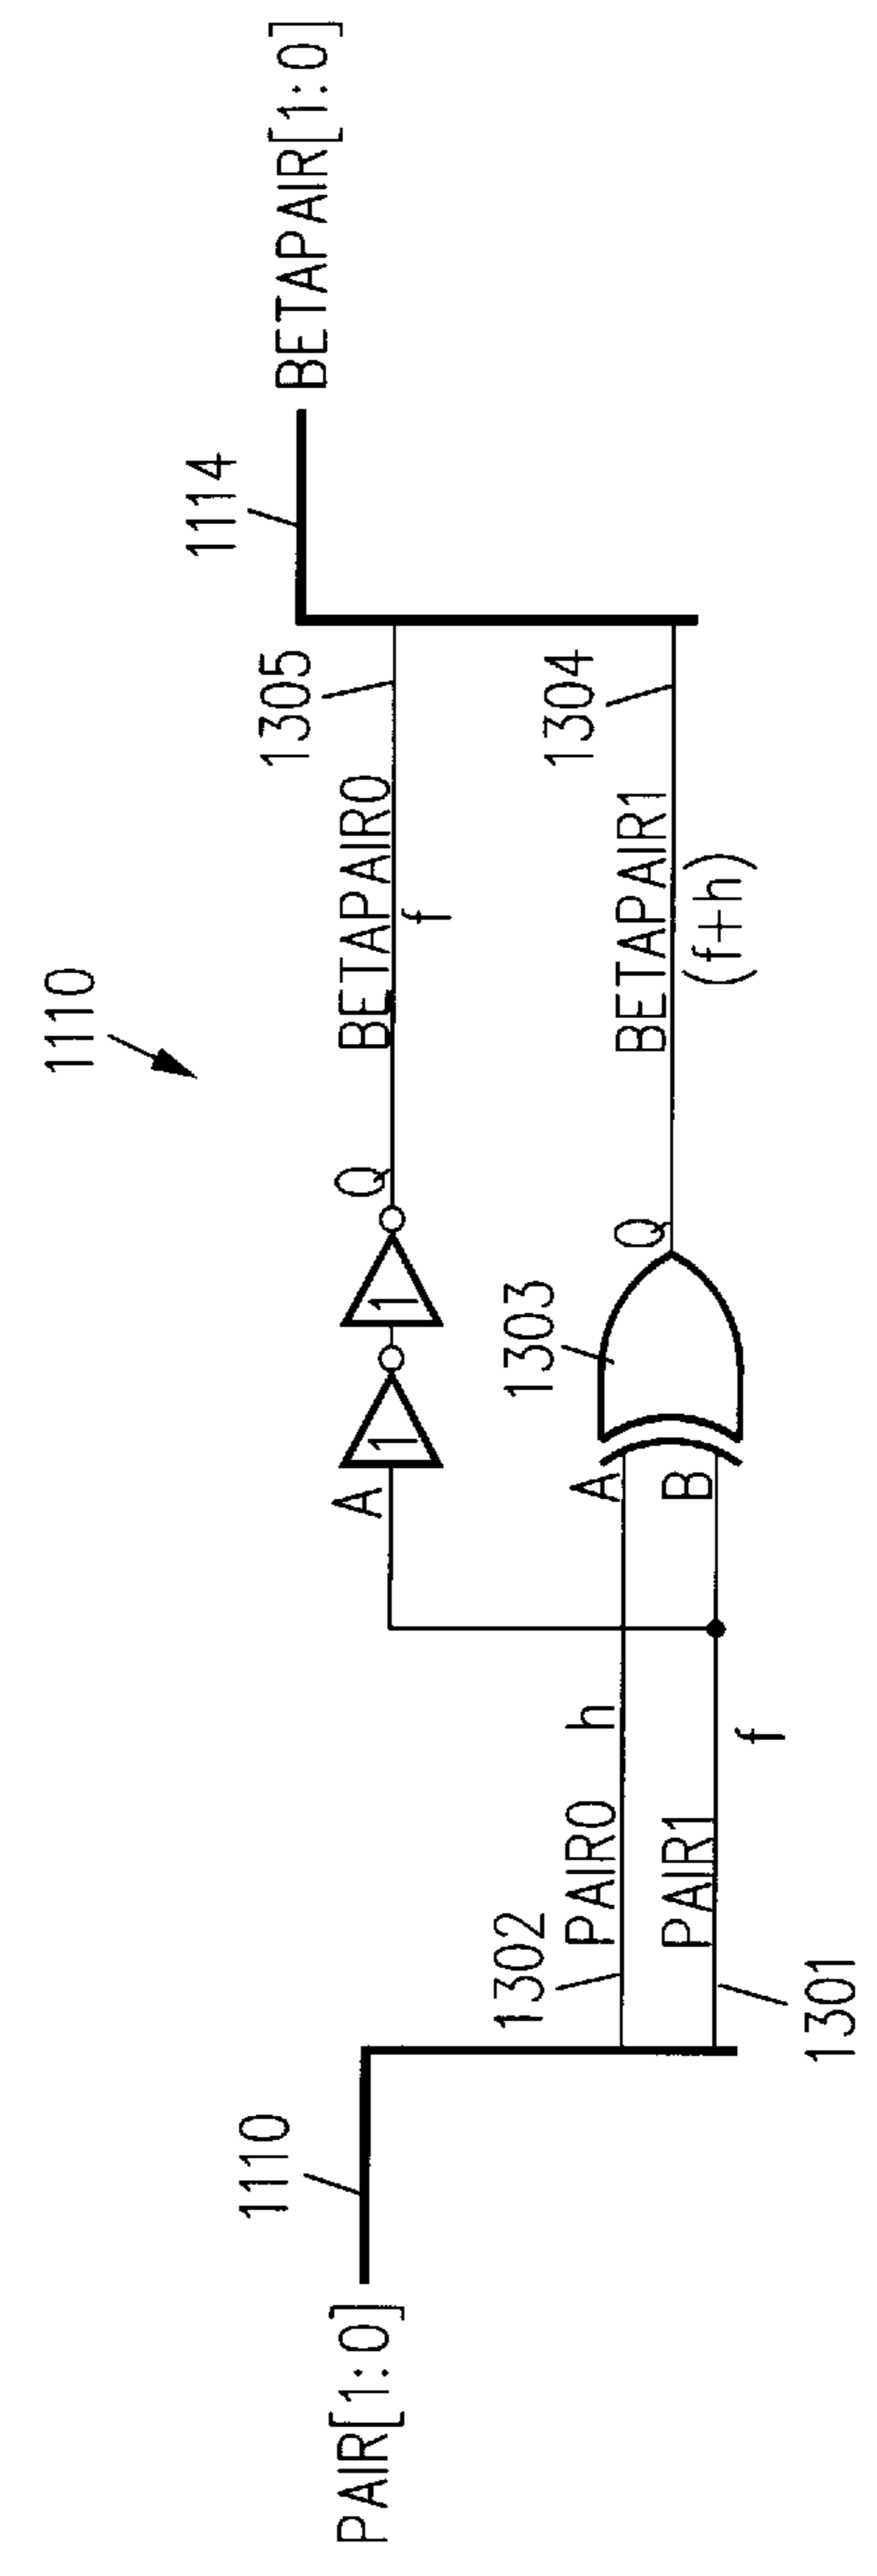 1110
PAIR[1:0]
1110
1302
PAIR0
h
PAIR1
f
1301
A
1
1
Q
BETAPAIR0
f
1305
A
B
1303
Q
BETAPAIR1
(f+h)
1304
1114
BETAPAIR[1:0]